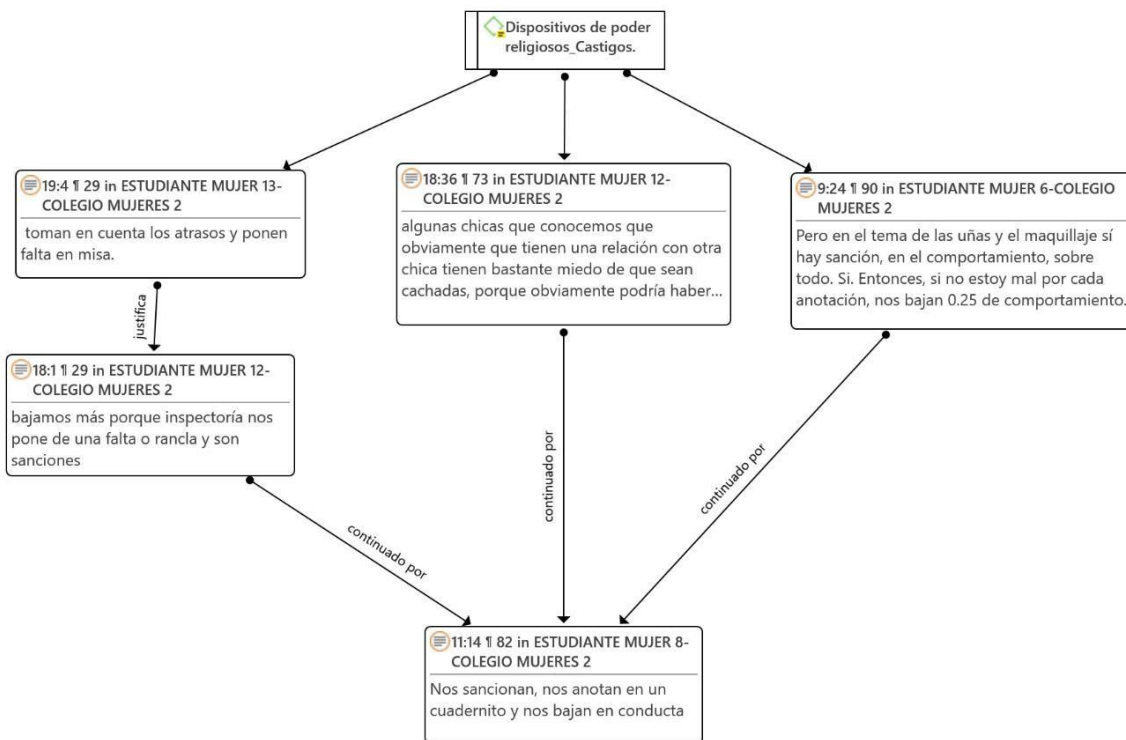 Dispositivos de poder
religiosos_Castigos.
19:4 ¶ 29 in ESTUDIANTE MUJER 13-
COLEGIO MUJERES 2
toman en cuenta los atrasos y ponen
falta en misa.
18:36 ¶ 73 in ESTUDIANTE MUJER 12-
COLEGIO MUJERES 2
algunas chicas que conocemos que
obviamente que tienen una relación con otra
chica tienen bastante miedo de que sean
cachadas, porque obviamente podría haber...
9:24 ¶ 90 in ESTUDIANTE MUJER 6-COLEGIO
MUJERES 2
Pero en el tema de las uñas y el maquillaje sí
hay sanción, en el comportamiento, sobre
todo. Si. Entonces, si no estoy mal por cada
anotación, nos bajan 0.25 de comportamiento.
justifica
18:1 ¶ 29 in ESTUDIANTE MUJER 12-
COLEGIO MUJERES 2
bajamos más porque inspectoría nos
pone de una falta o rancla y son
sanciones
continuado por
continuado por
continuado por
11:14 ¶ 82 in ESTUDIANTE MUJER 8-
COLEGIO MUJERES 2
Nos sancionan, nos anotan en un
cuadernito y nos bajan en conducta